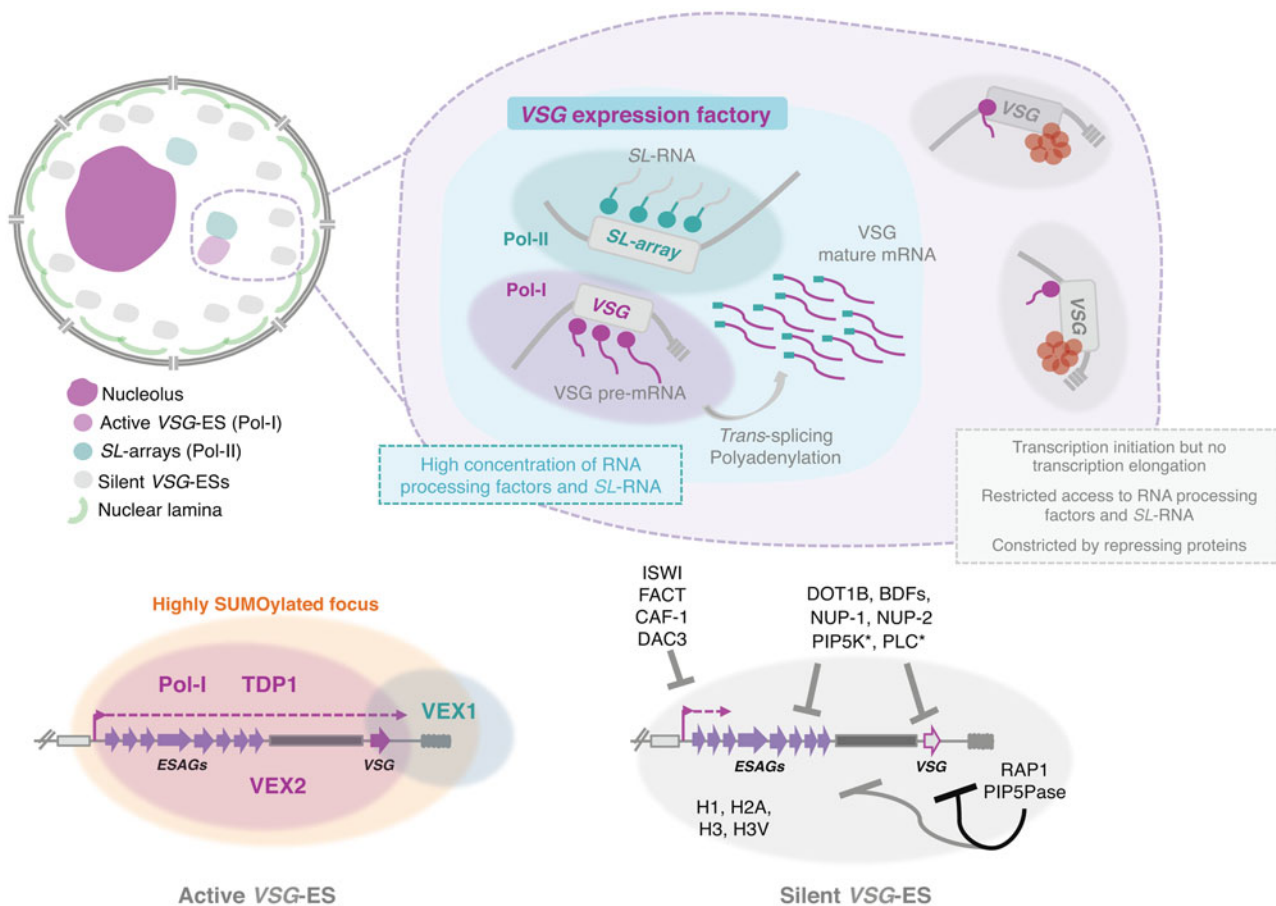 VSG expression factory
SL-RNA
SL-array
Pol-II
Pol-I
VSG
VSG pre-mRNA
VSG
mature mRNA
Trans-splicing
Polyadenylation
High concentration of RNA
processing factors and SL-RNA
VSG
VSG
Transcription initiation but no
transcription elongation
Restricted access to RNA processing
factors and SL-RNA
Constricted by repressing proteins
Nucleolus
Active VSG-ES (Pol-I)
SL-arrays (Pol-II)
Silent VSG-ESs
Nuclear lamina
Highly SUMOylated focus
Pol-I TDP1
VEX1
ESAGs
VSG
VEX2
Active VSG-ES
ISWI
FACT
CAF-1
DAC3
DOT1B, BDFs,
NUP-1, NUP-2
PIP5K*, PLC*
ESAGs
VSG
H1, H2A,
H3, H3V
RAP1
PIP5Pase
Silent VSG-ES